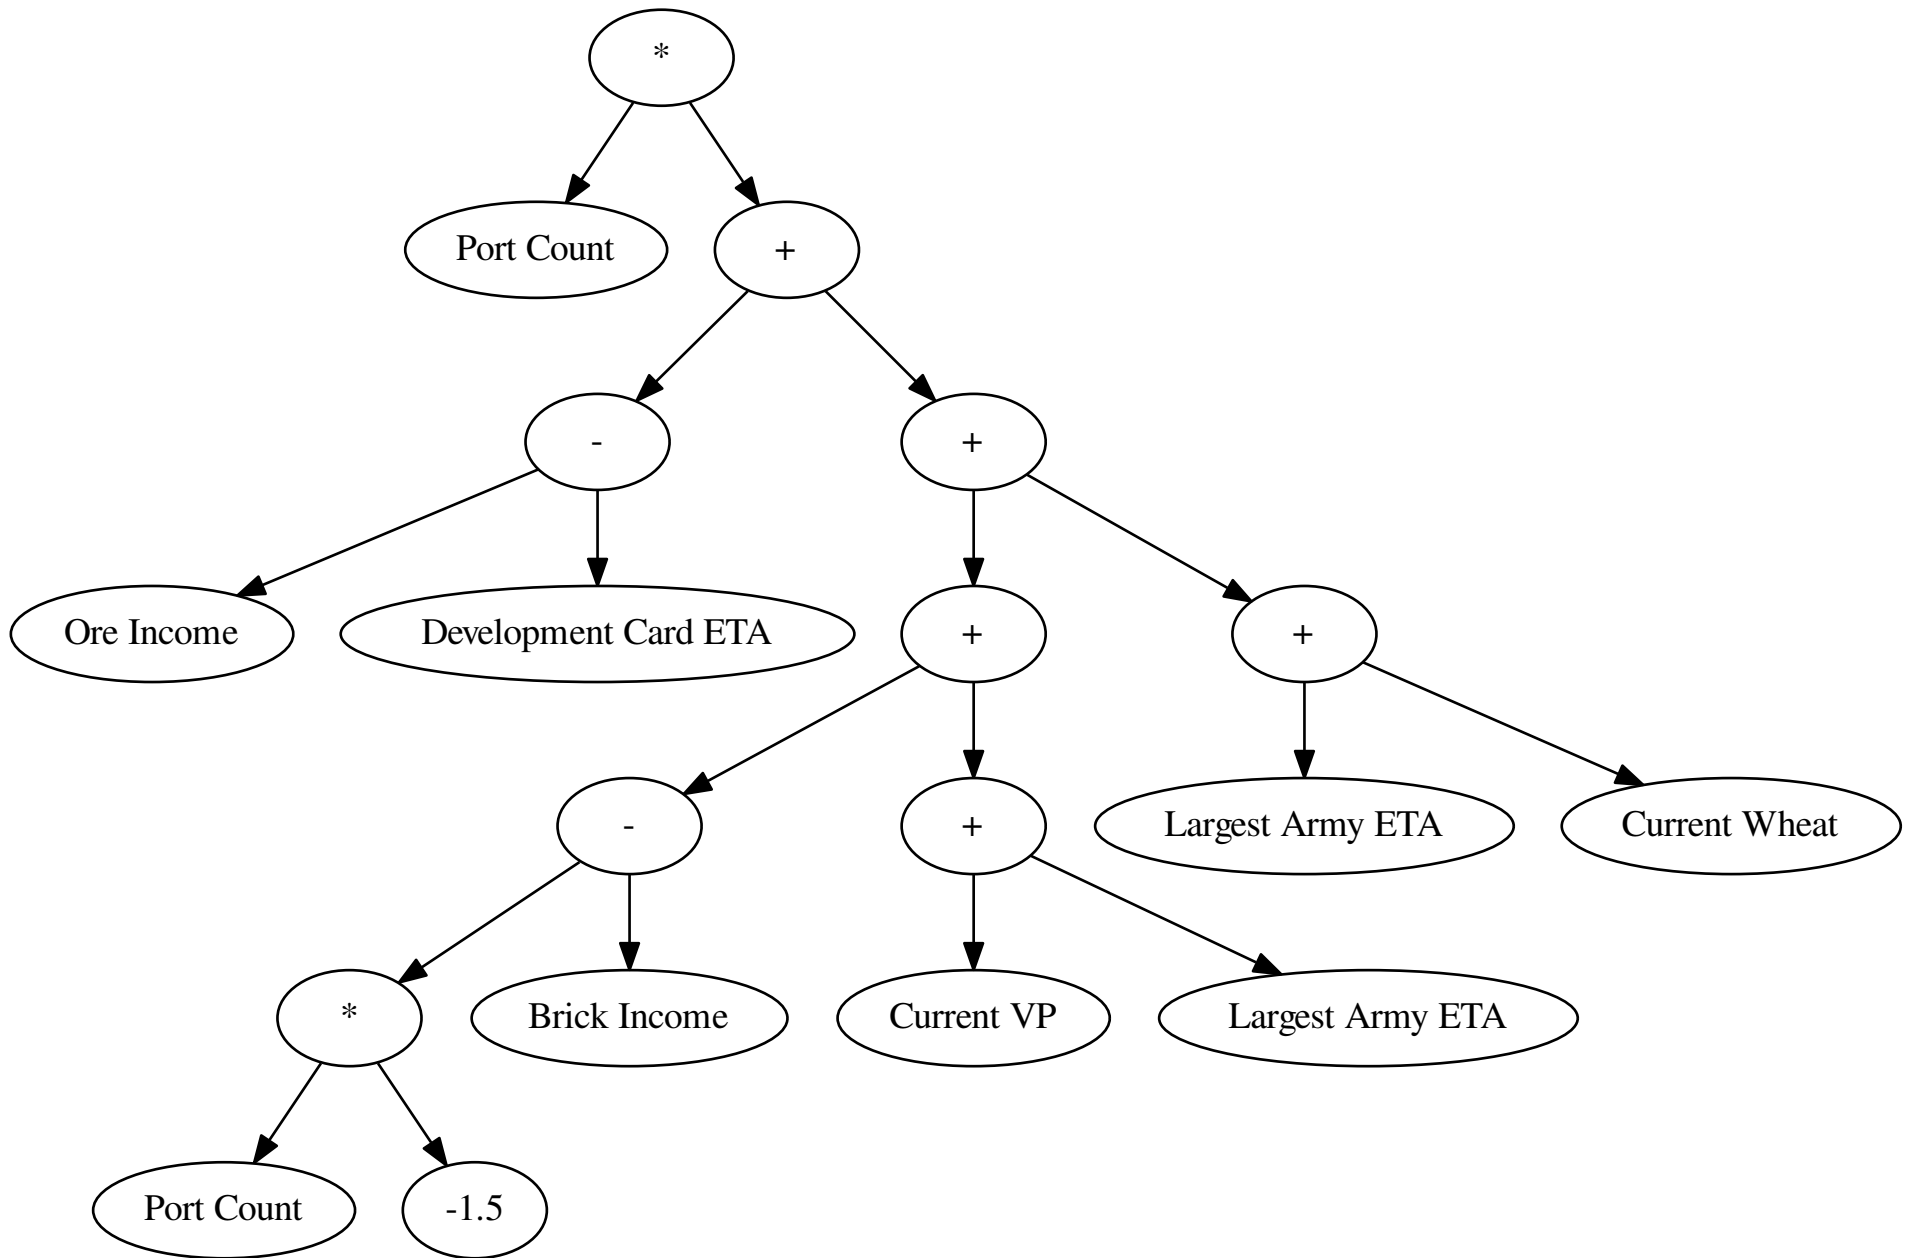 *
Port Count
+
-
+
Ore Income
Development Card ETA
+
+
-
+
Largest Army ETA
Current Wheat
*
Brick Income
Current VP
Largest Army ETA
Port Count
-1.5